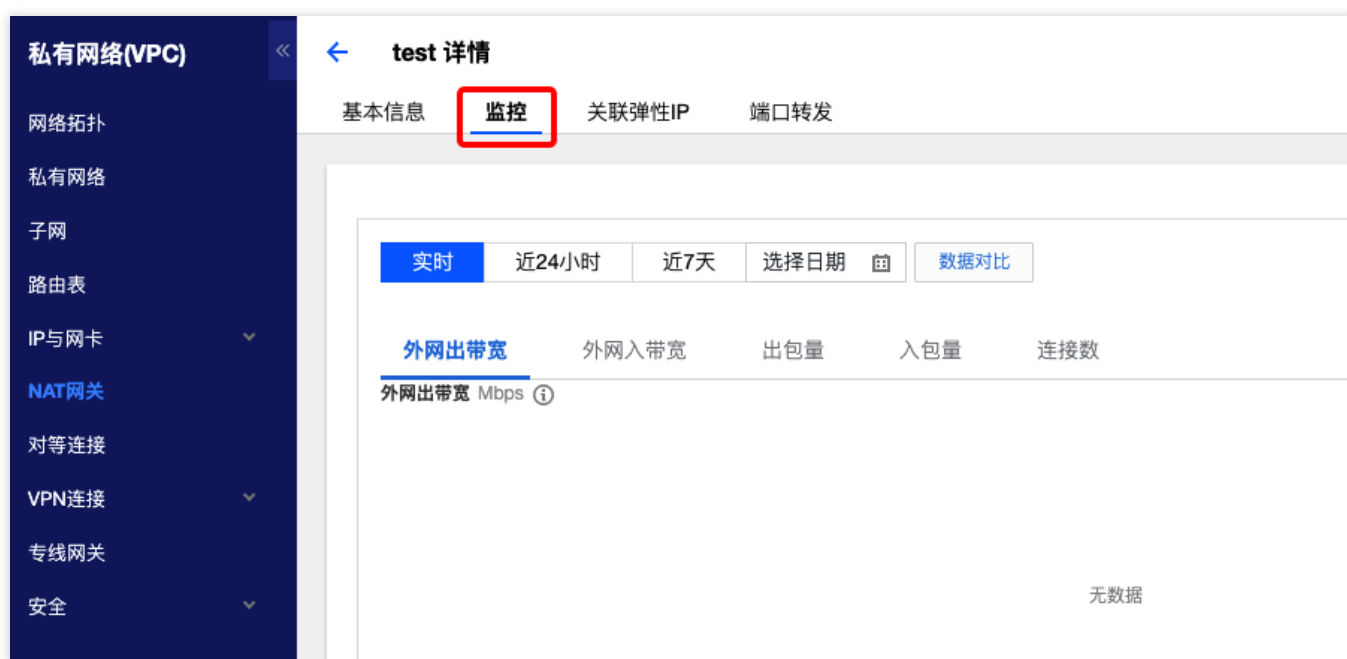 私有网络(VPC)
网络拓扑
私有网络
子网
路由表
IP与网卡
NAT网关
对等连接
VPN连接
专线网关
安全
test 详情
基本信息 监控 关联弹性IP 端口转发
实时 近24小时 近7天 选择日期 数据对比
外网出带宽 外网入带宽 出包量 入包量 连接数
外网出带宽 Mbps
无数据